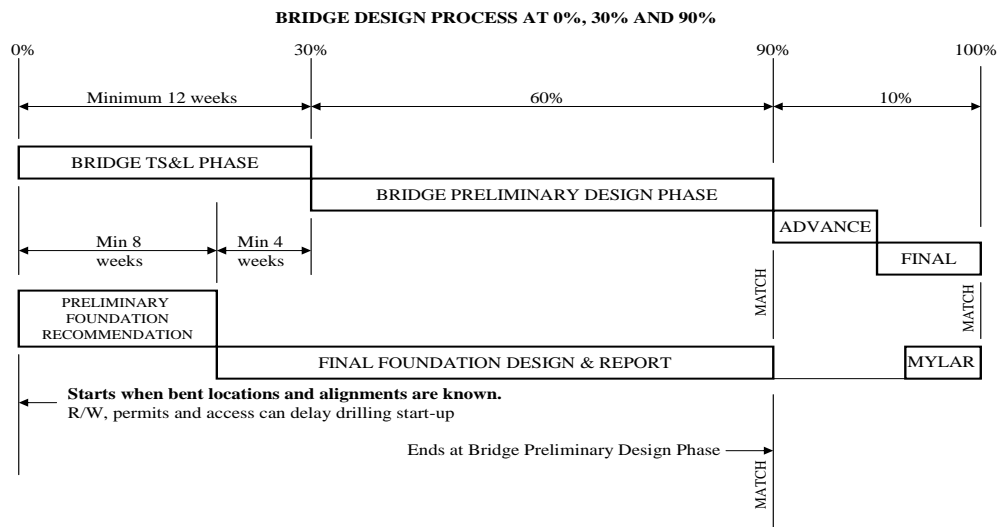 BRIDGE DESIGN PROCESS AT 0%, 30% AND 90%
0%
30%
90%
100%
Minimum 12 weeks
60%
10%
BRIDGE TS&L PHASE
BRIDGE PRELIMINARY DESIGN PHASE
ADVANCE
FINAL
Min 8
weeks
Min 4
weeks
MATCH
MATCH
PRELIMINARY
FOUNDATION
RECOMMENDATION
FINAL FOUNDATION DESIGN & REPORT
MYLAR
Starts when bent locations and alignments are known.
R/W, permits and access can delay drilling start-up
Ends at Bridge Preliminary Design Phase
MATCH